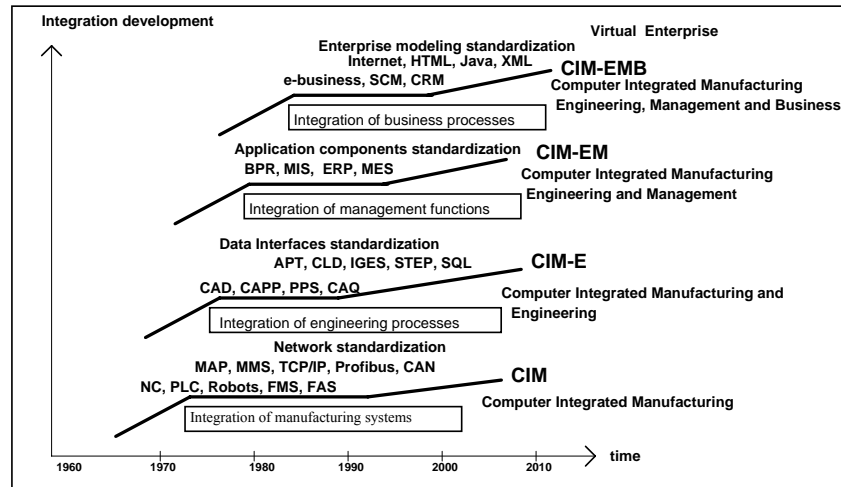 Integration development
Virtual Enterprise
Enterprise modeling standardization
Internet, HTML, Java, XML
CIM-EMB
e-business, SCM, CRM
Computer Integrated Manufacturing
Engineering, Management and Business
Integration of business processes
Application components standardization
CIM-EM
BPR, MIS, ERP, MES
Computer Integrated Manufacturing
Engineering and Management
Integration of management functions
Data Interfaces standardization
APT, CLD, IGES, STEP, SQL
CIM-E
CAD, CAPP, PPS, CAQ
Computer Integrated Manufacturing and
Engineering
Integration of engineering processes
Network standardization
MAP, MMS, TCP/IP, Profibus, CAN
CIM
NC, PLC, Robots, FMS, FAS
Computer Integrated Manufacturing
Integration of manufacturing systems
time
1960 1970 1980 1990 2000 2010